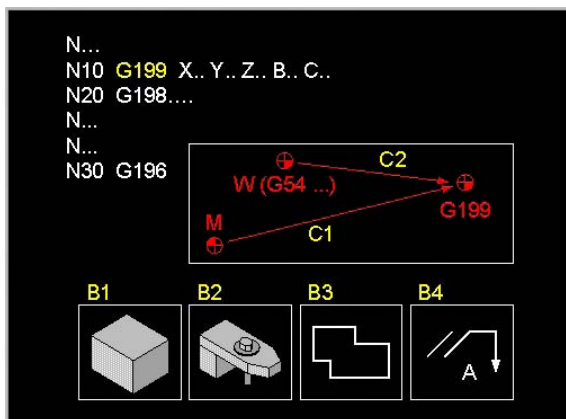 N...
N10 G199 X.. Y.. Z.. B.. C..
N20 G198....
N...
N...
N30 G196
C2
W (G54 ...)
G199
M
C1
B1 B2 B3 B4
A